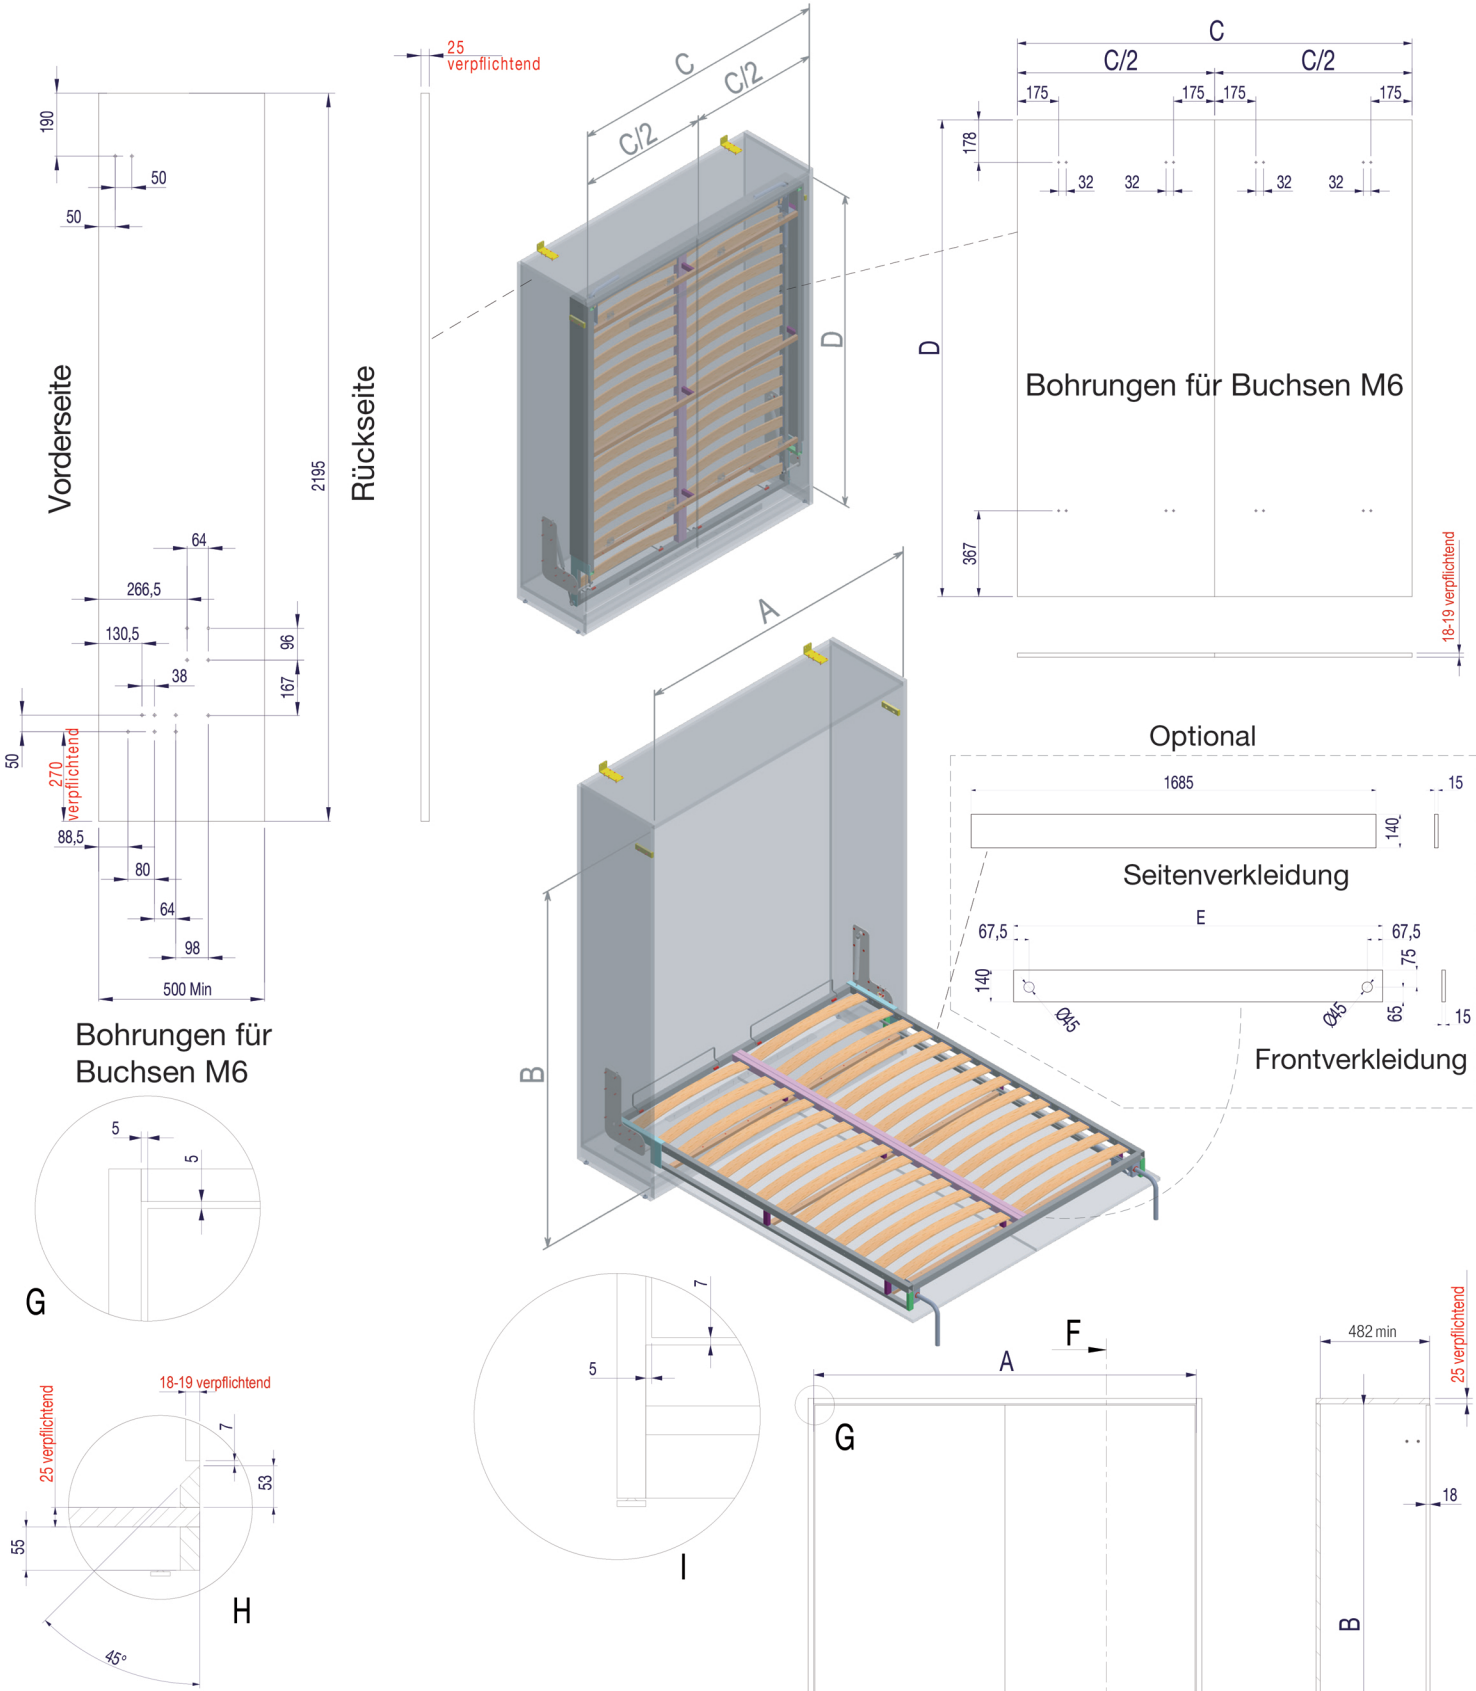 25
verpflichtend
190
50
50
Vorderseite
2195
Rückseite
64
266,5
130,5
38
96
167
50
270
verpflichtend
88,5
80
64
98
500 Min
Bohrungen für
Buchsen M6
C
C/2
C/2
D
C
C/2
C/2
175
175
175
175
178
32
32
32
32
D
Bohrungen für Buchsen M6
367
18-19 verpflichtend
A
B
Optional
1685
15
140
Seitenverkleidung
E
67,5
67,5
75
140
Ø45
Ø45
65
15
Frontverkleidung
5
5
G
18-19 verpflichtend
25 verpflichtend
7
53
55
H
45°
7
5
I
F
A
G
482 min
25 verpflichtend
18
B